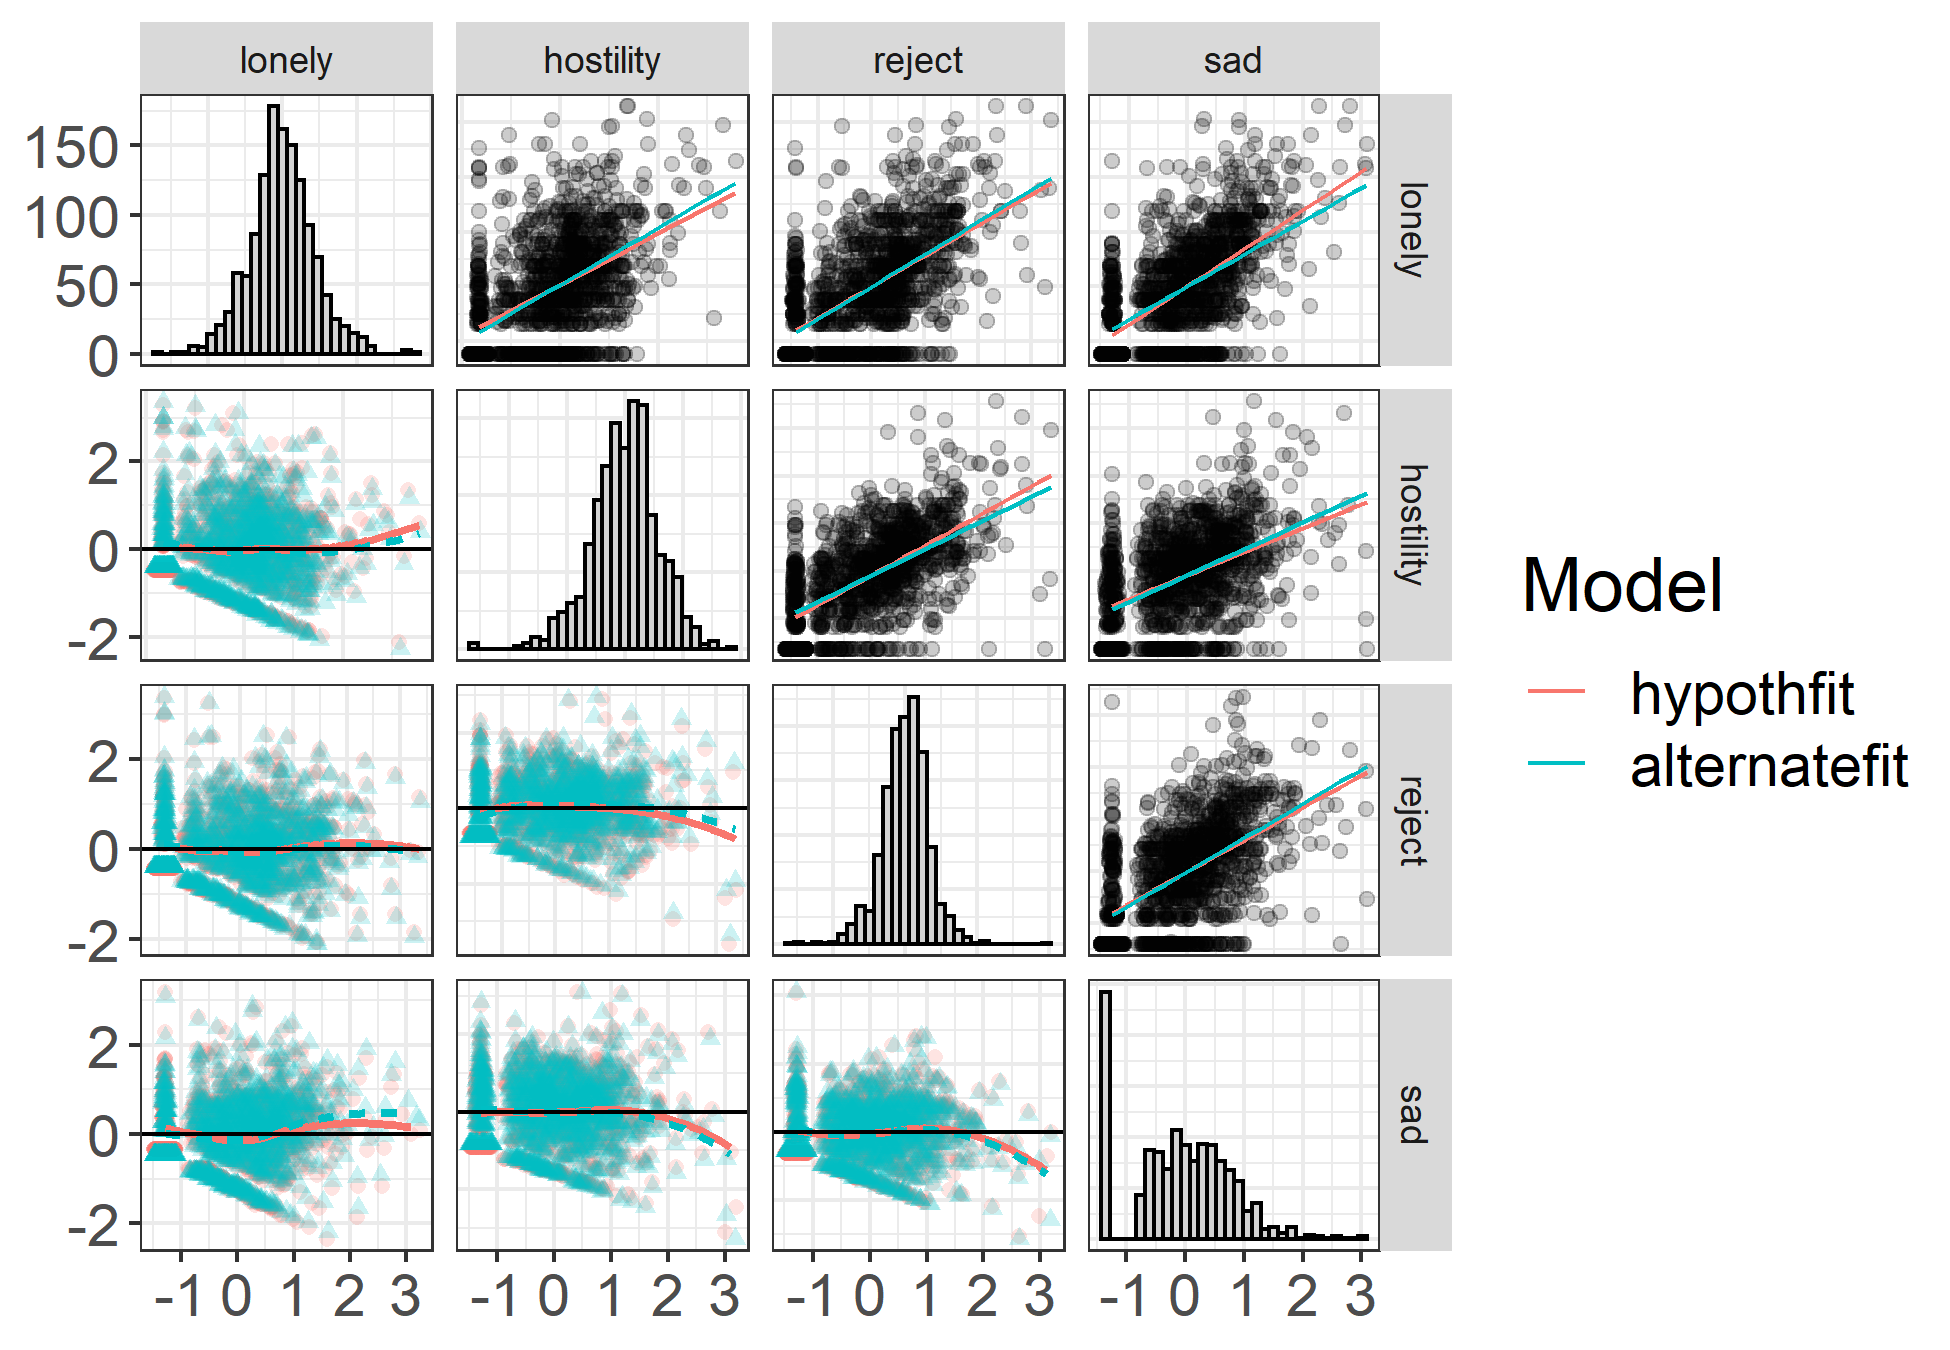 lonely hostility reject sad
150
100
50
0
lonely
2
0
-2
hostility
2
0
-2
reject
2
0
-2
sad
-1 0 1 2 3 -1 0 1 2 3 -1 0 1 2 3 -1 0 1 2 3
Model
hypothfit
alternatefit